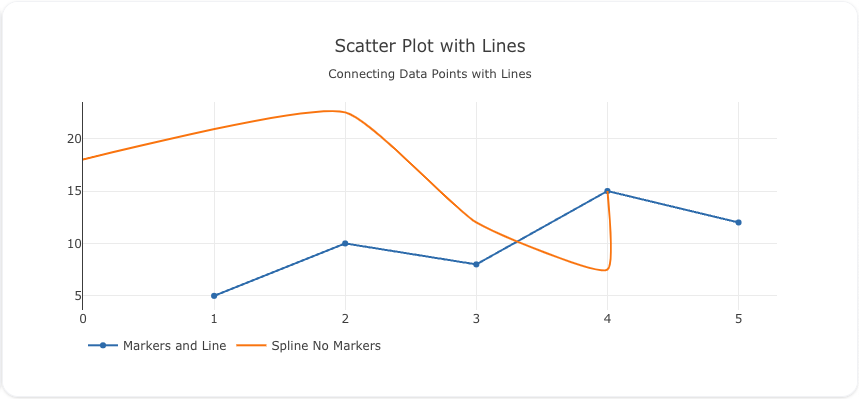 Scatter Plot with Lines
Connecting Data Points with Lines
20
15
10
5
0 1 2 3 4 5
Markers and Line Spline No Markers